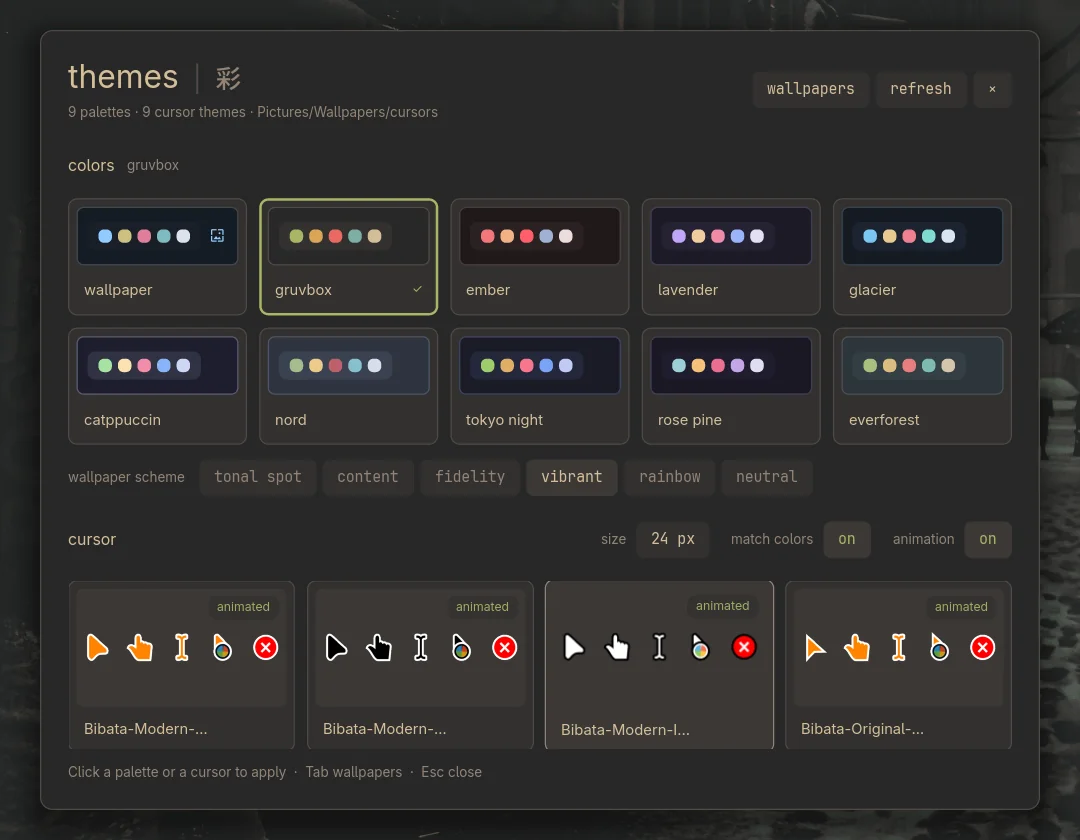 themes | 彩
9 palettes · 9 cursor themes · Pictures/Wallpapers/cursors
wallpapers refresh ×
colors gruvbox
wallpaper gruvbox ✓ ember lavender glacier
catppuccin nord tokyo night rose pine everforest
wallpaper scheme tonal spot content fidelity vibrant rainbow neutral
cursor size 24 px match colors on animation on
animated animated animated animated
Bibata-Modern-... Bibata-Modern-... Bibata-Modern-I... Bibata-Original-...
Click a palette or a cursor to apply · Tab wallpapers · Esc close